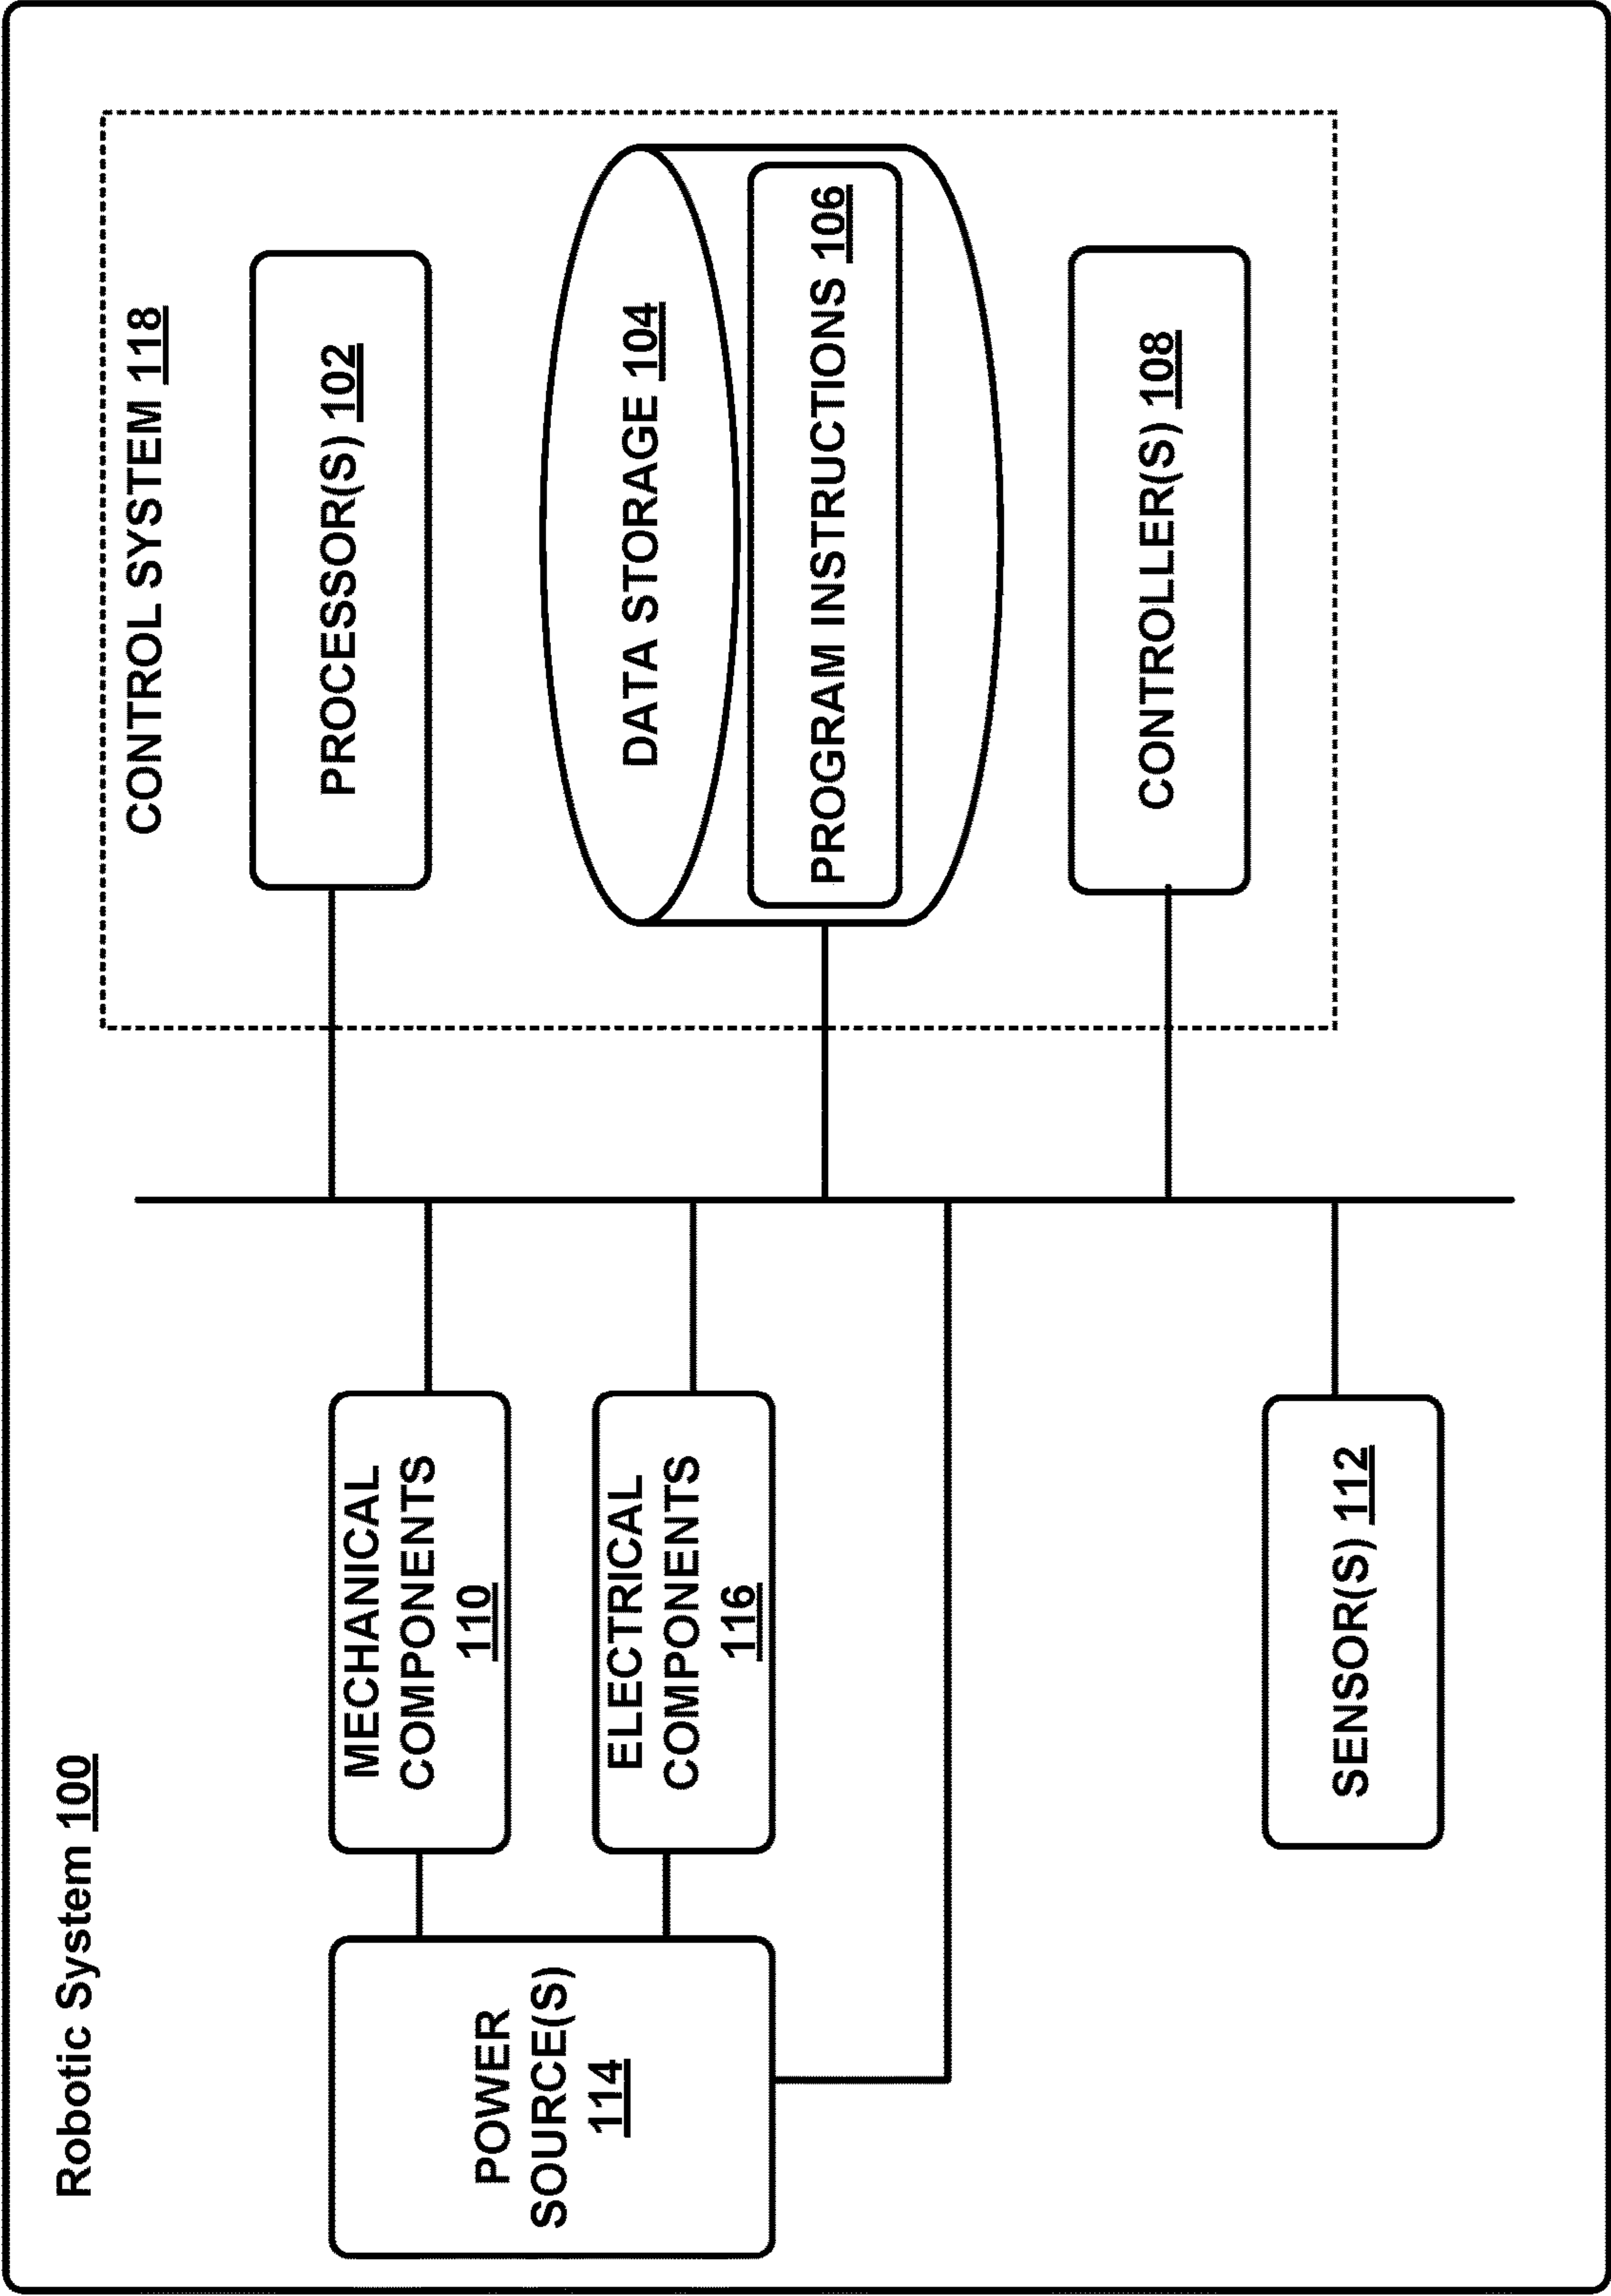 Robotic System 100
CONTROL SYSTEM 118
POWER
SOURCE(S)
114
MECHANICAL
COMPONENTS
110
ELECTRICAL
COMPONENTS
116
SENSOR(S) 112
PROCESSOR(S) 102
DATA STORAGE 104
PROGRAM INSTRUCTIONS 106
CONTROLLER(S) 108